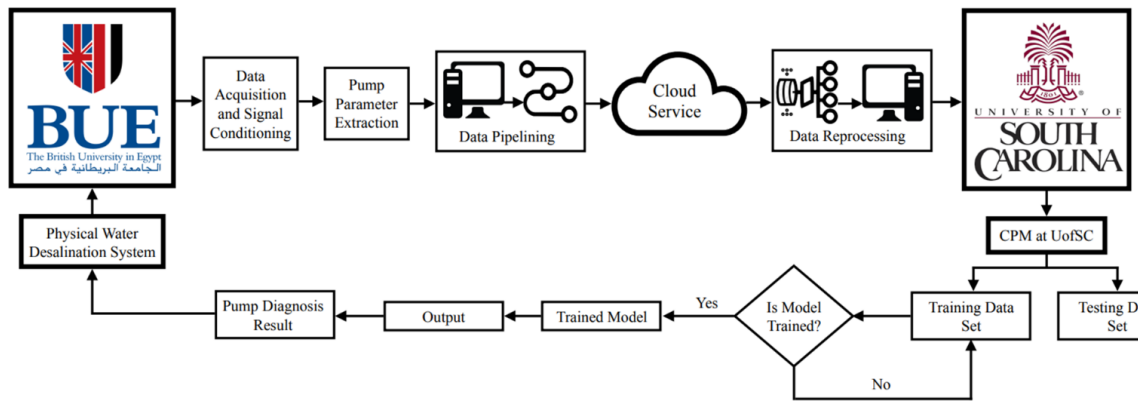 BUE
The British University in Egypt
الجامعة البريطانية في مصر
Data
Acquisition
and Signal
Conditioning
Pump
Parameter
Extraction
Data Pipelining
Cloud
Service
Data Reprocessing
1801
UNIVERSITY OF
SOUTH
CAROLINA
®
Physical Water
Desalination System
CPM at UofSC
Pump Diagnosis
Result
Output
Trained Model
Yes
Is Model
Trained?
Training Data
Set
Testing D
Set
No